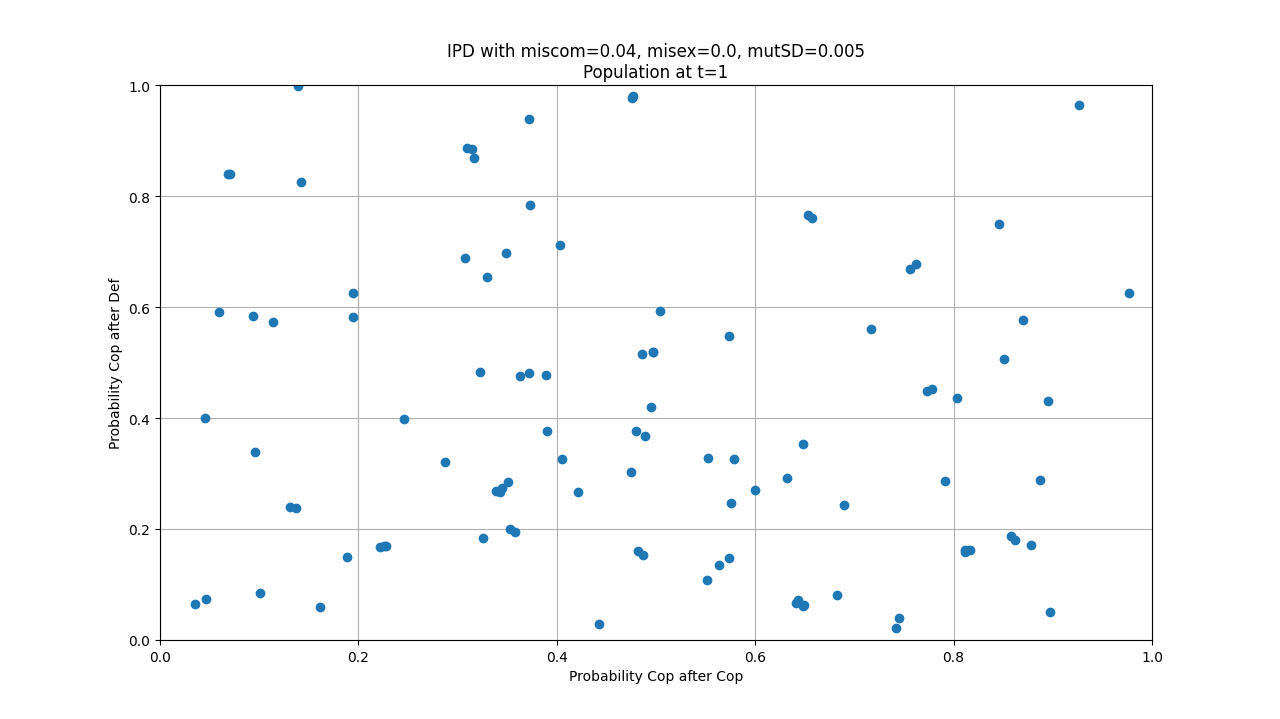 IPD with miscom=0.04, misex=0.0, mutSD=0.005
Population at t=1
1.0
0.8
0.6
0.4
0.2
0.0
Probability Cop after Def
0.0 0.2 0.4 0.6 0.8 1.0
Probability Cop after Cop